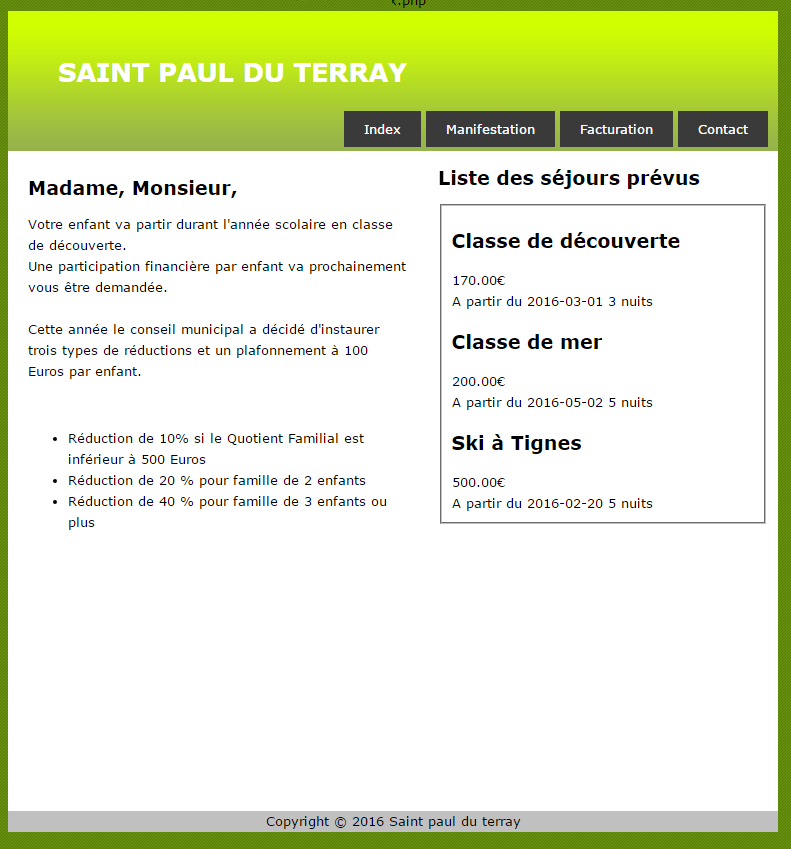 SAINT PAUL DU TERRAY
Index
Manifestation
Facturation
Contact
Madame, Monsieur,
Votre enfant va partir durant l'année scolaire en classe
de découverte.
Une participation financière par enfant va prochainement
vous être demandée.
Cette année le conseil municipal a décidé d'instaurer
trois types de réductions et un plafonnement à 100
Euros par enfant.
• Réduction de 10% si le Quotient Familial est
inférieur à 500 Euros
• Réduction de 20 % pour famille de 2 enfants
• Réduction de 40 % pour famille de 3 enfants ou
plus
Liste des séjours prévus
Classe de découverte
170.00€
A partir du 2016-03-01 3 nuits
Classe de mer
200.00€
A partir du 2016-05-02 5 nuits
Ski à Tignes
500.00€
A partir du 2016-02-20 5 nuits
Copyright © 2016 Saint paul du terray